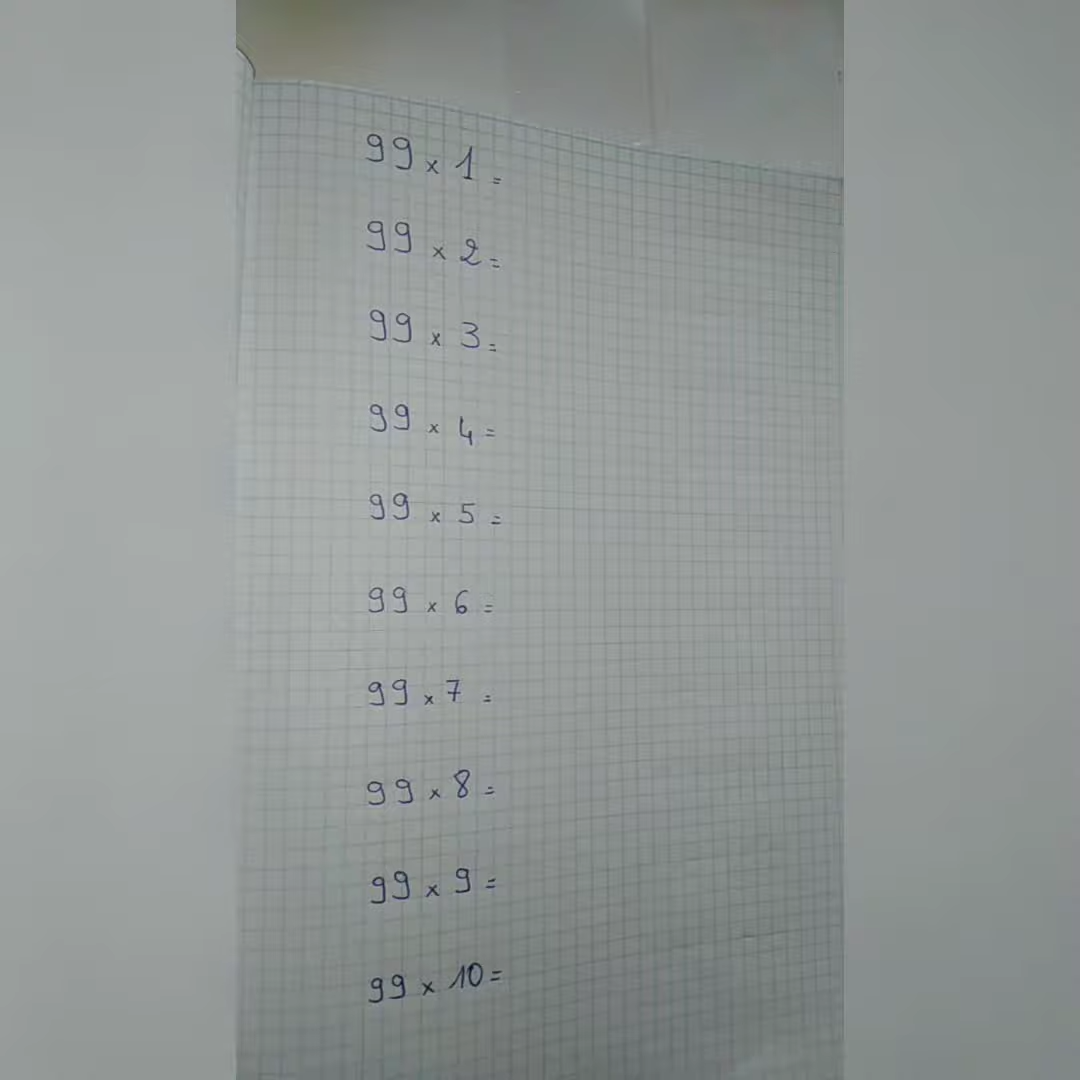 99 × 1 =
99 × 2 =
99 × 3 =
99 × 4 =
99 × 5 =
99 × 6 =
99 × 7 =
99 × 8 =
99 × 9 =
99 × 10 =